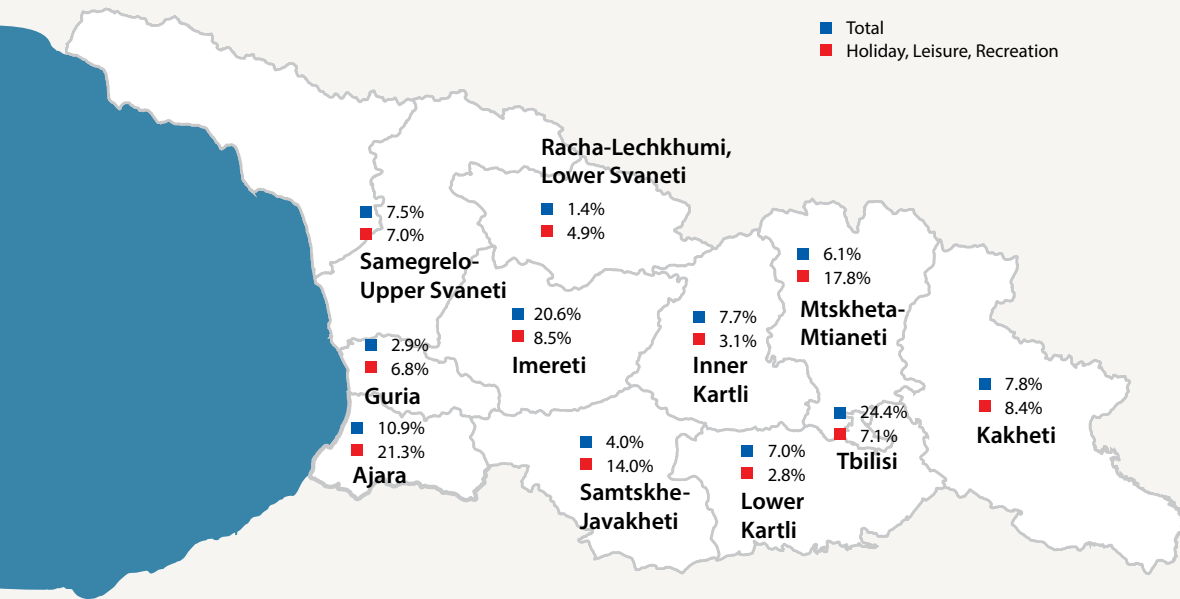 Total
Holiday, Leisure, Recreation
Racha-Lechkhumi,
Lower Svaneti
1.4%
4.9%
7.5%
7.0%
Samegrelo-
Upper Svaneti
6.1%
17.8%
Mtskheta-
Mtianeti
20.6%
8.5%
Imereti
7.7%
3.1%
Inner
Kartli
2.9%
6.8%
Guria
7.8%
8.4%
Kakheti
24.4%
7.1%
Tbilisi
10.9%
21.3%
Ajara
4.0%
14.0%
Samtskhe-
Javakheti
7.0%
2.8%
Lower
Kartli